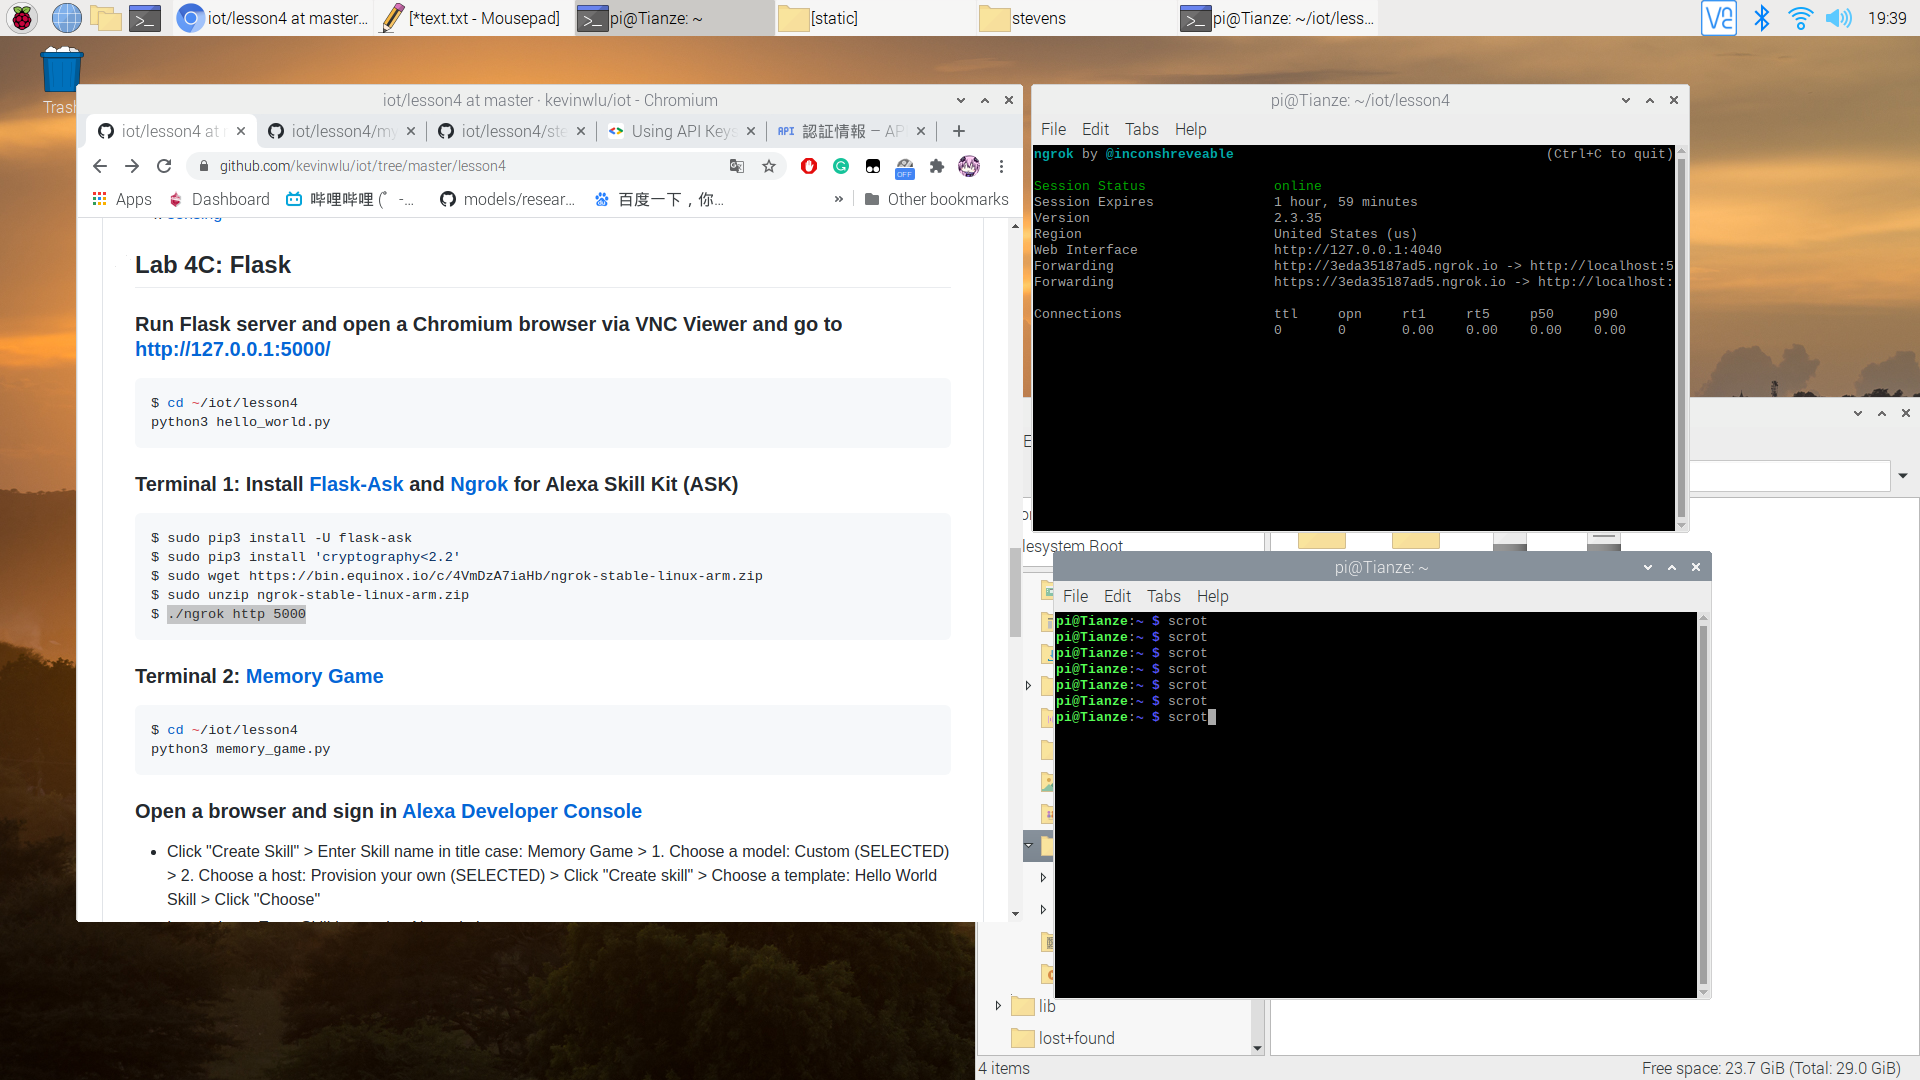 iot/lesson4 at master...
[*text.txt - Mousepad]
pi@Tianze: ~
[static]
stevens
pi@Tianze: ~/iot/less...
19:39
Trash
iot/lesson4 at master · kevinwlu/iot - Chromium
iot/lesson4 at
iot/lesson4/my
iot/lesson4/ste
Using API Keys
API 認証情報 – AP
github.com/kevinwlu/iot/tree/master/lesson4
OFF
Apps
Dashboard
哔哩哔哩 (゜-...
models/resear...
百度一下，你...
»
Other bookmarks
Lab 4C: Flask
Run Flask server and open a Chromium browser via VNC Viewer and go to
http://127.0.0.1:5000/
$ cd ~/iot/lesson4
python3 hello_world.py
Terminal 1: Install Flask-Ask and Ngrok for Alexa Skill Kit (ASK)
$ sudo pip3 install -U flask-ask
$ sudo pip3 install 'cryptography<2.2'
$ sudo wget https://bin.equinox.io/c/4VmDzA7iaHb/ngrok-stable-linux-arm.zip
$ sudo unzip ngrok-stable-linux-arm.zip
$ ./ngrok http 5000
Terminal 2: Memory Game
$ cd ~/iot/lesson4
python3 memory_game.py
Open a browser and sign in Alexa Developer Console
• Click "Create Skill" > Enter Skill name in title case: Memory Game > 1. Choose a model: Custom (SELECTED)
> 2. Choose a host: Provision your own (SELECTED) > Click "Create skill" > Choose a template: Hello World
Skill > Click "Choose"
pi@Tianze: ~/iot/lesson4
File Edit Tabs Help
ngrok by @inconshreveable (Ctrl+C to quit)
Session Status online
Session Expires 1 hour, 59 minutes
Version 2.3.35
Region United States (us)
Web Interface http://127.0.0.1:4040
Forwarding http://3eda35187ad5.ngrok.io -> http://localhost:5
Forwarding https://3eda35187ad5.ngrok.io -> http://localhost:
Connections ttl opn rt1 rt5 p50 p90
0 0 0.00 0.00 0.00 0.00
lesystem Root
pi@Tianze: ~
File Edit Tabs Help
pi@Tianze:~ $ scrot
pi@Tianze:~ $ scrot
pi@Tianze:~ $ scrot
pi@Tianze:~ $ scrot
pi@Tianze:~ $ scrot
pi@Tianze:~ $ scrot
pi@Tianze:~ $ scrot
lib
lost+found
4 items
Free space: 23.7 GiB (Total: 29.0 GiB)